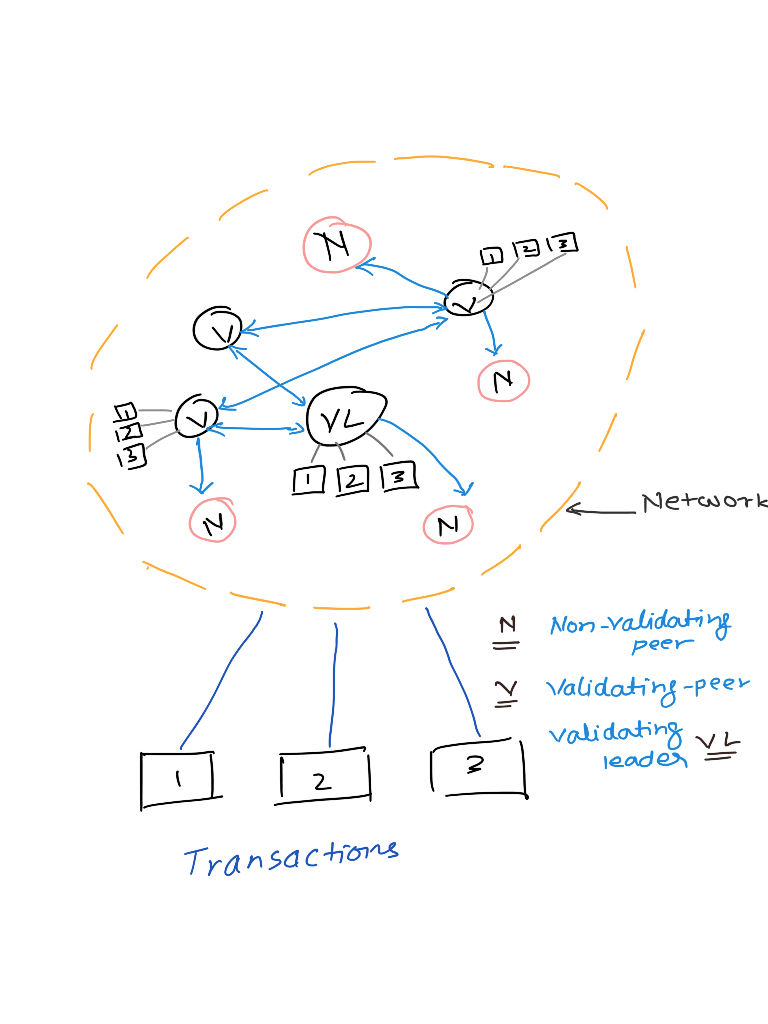 N
1 2 3
V
V
N
1
2
3
V
VL
1 2 3
N
N
Network
N Non-validating
peer
V Validating-peer
Validating
leader VL
1 2 3
Transactions